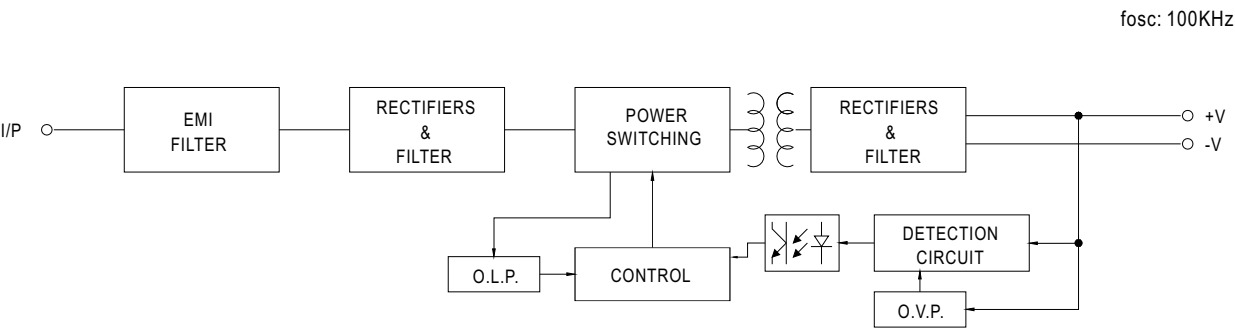 fosc: 100KHz
I/P
EMI
FILTER
RECTIFIERS
&
FILTER
POWER
SWITCHING
RECTIFIERS
&
FILTER
+V
-V
O.L.P.
CONTROL
DETECTION
CIRCUIT
O.V.P.